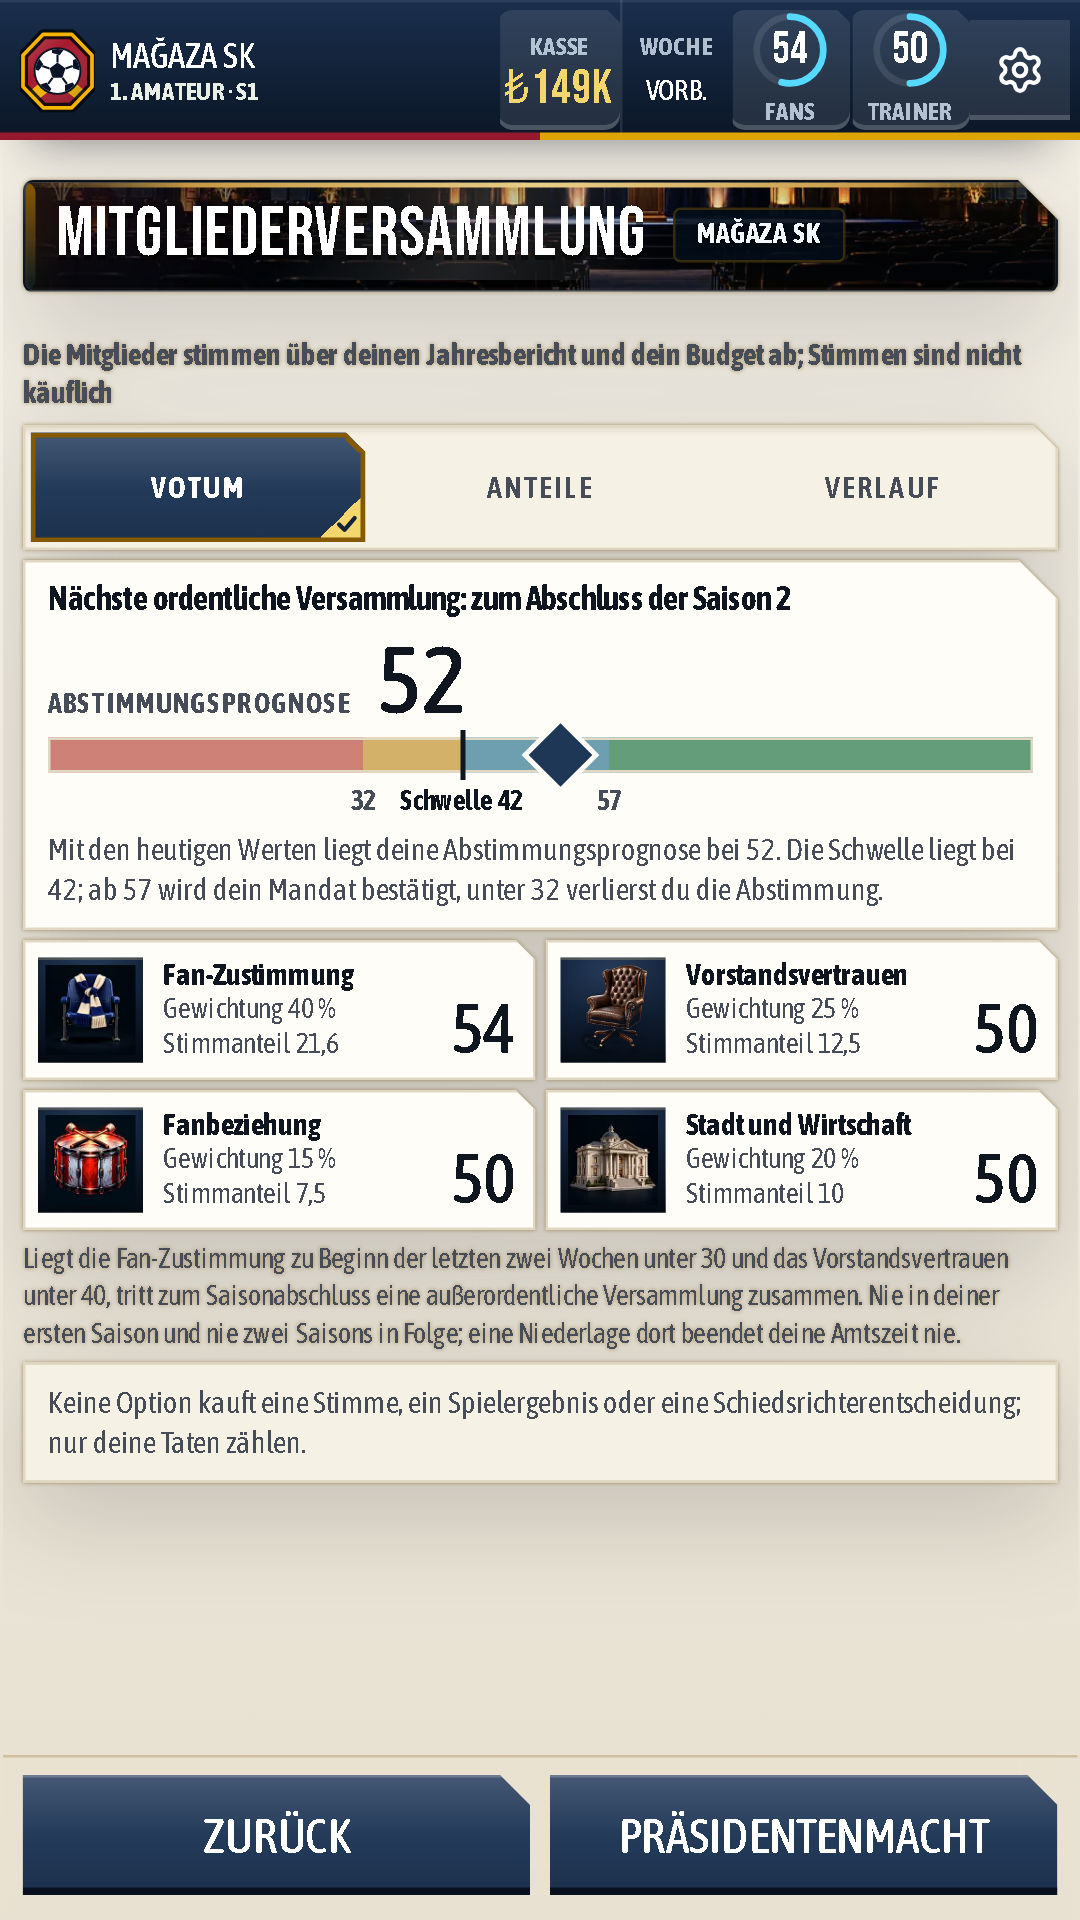 MAĞAZA SK
1. AMATEUR · S1
KASSE
₺149K
WOCHE
VORB.
54
FANS
50
TRAINER
MITGLIEDERVERSAMMLUNG
MAĞAZA SK
Die Mitglieder stimmen über deinen Jahresbericht und dein Budget ab; Stimmen sind nicht
käuflich
VOTUM
ANTEILE
VERLAUF
Nächste ordentliche Versammlung: zum Abschluss der Saison 2
ABSTIMMUNGSPROGNOSE 52
32 Schwelle 42 57
Mit den heutigen Werten liegt deine Abstimmungsprognose bei 52. Die Schwelle liegt bei
42; ab 57 wird dein Mandat bestätigt, unter 32 verlierst du die Abstimmung.
Fan-Zustimmung
Gewichtung 40 %
Stimmanteil 21,6
54
Vorstandsvertrauen
Gewichtung 25 %
Stimmanteil 12,5
50
Fanbeziehung
Gewichtung 15 %
Stimmanteil 7,5
50
Stadt und Wirtschaft
Gewichtung 20 %
Stimmanteil 10
50
Liegt die Fan-Zustimmung zu Beginn der letzten zwei Wochen unter 30 und das Vorstandsvertrauen
unter 40, tritt zum Saisonabschluss eine außerordentliche Versammlung zusammen. Nie in deiner
ersten Saison und nie zwei Saisons in Folge; eine Niederlage dort beendet deine Amtszeit nie.
Keine Option kauft eine Stimme, ein Spielergebnis oder eine Schiedsrichterentscheidung;
nur deine Taten zählen.
ZURÜCK
PRÄSIDENTENMACHT